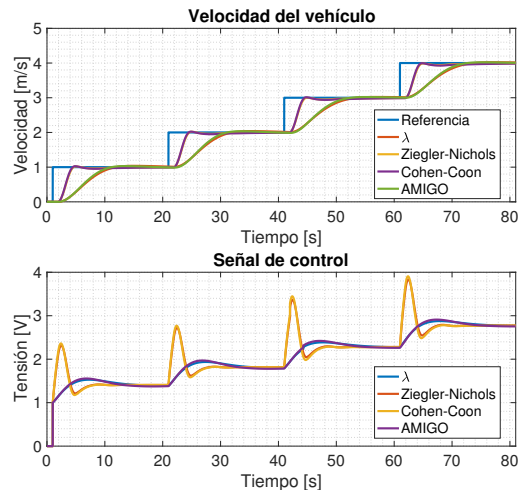 Velocidad del vehículo
Velocidad [m/s]
5
4
3
2
1
0
Referencia
λ
Ziegler-Nichols
Cohen-Coon
AMIGO
0 10 20 30 40 50 60 70 80
Tiempo [s]
Señal de control
Tensión [V]
4
3
2
1
0
λ
Ziegler-Nichols
Cohen-Coon
AMIGO
0 10 20 30 40 50 60 70 80
Tiempo [s]